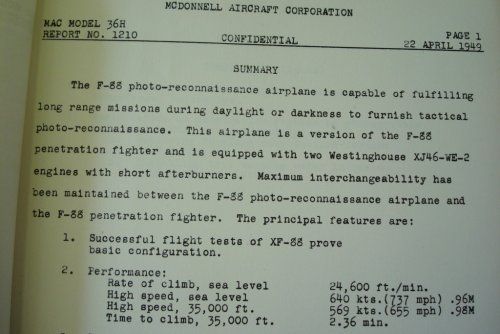 MCDONNELL AIRCRAFT CORPORATION
MAC MODEL 36H PAGE 1
REPORT NO. 1210 CONFIDENTIAL 22 APRIL 1949
SUMMARY
The F-88 photo-reconnaissance airplane is capable of fulfilling
long range missions during daylight or darkness to furnish tactical
photo-reconnaissance. This airplane is a version of the F-88
penetration fighter and is equipped with two Westinghouse XJ46-WE-2
engines with short afterburners. Maximum interchangeability has
been maintained between the F-88 photo-reconnaissance airplane and
the F-88 penetration fighter. The principal features are:
1. Successful flight tests of XF-88 prove
basic configuration.
2. Performance:
Rate of climb, sea level 24,600 ft./min.
High speed, sea level 640 kts.(737 mph) .96M
High speed, 35,000 ft. 569 kts.(655 mph) .98M
Time to climb, 35,000 ft. 2.36 min.